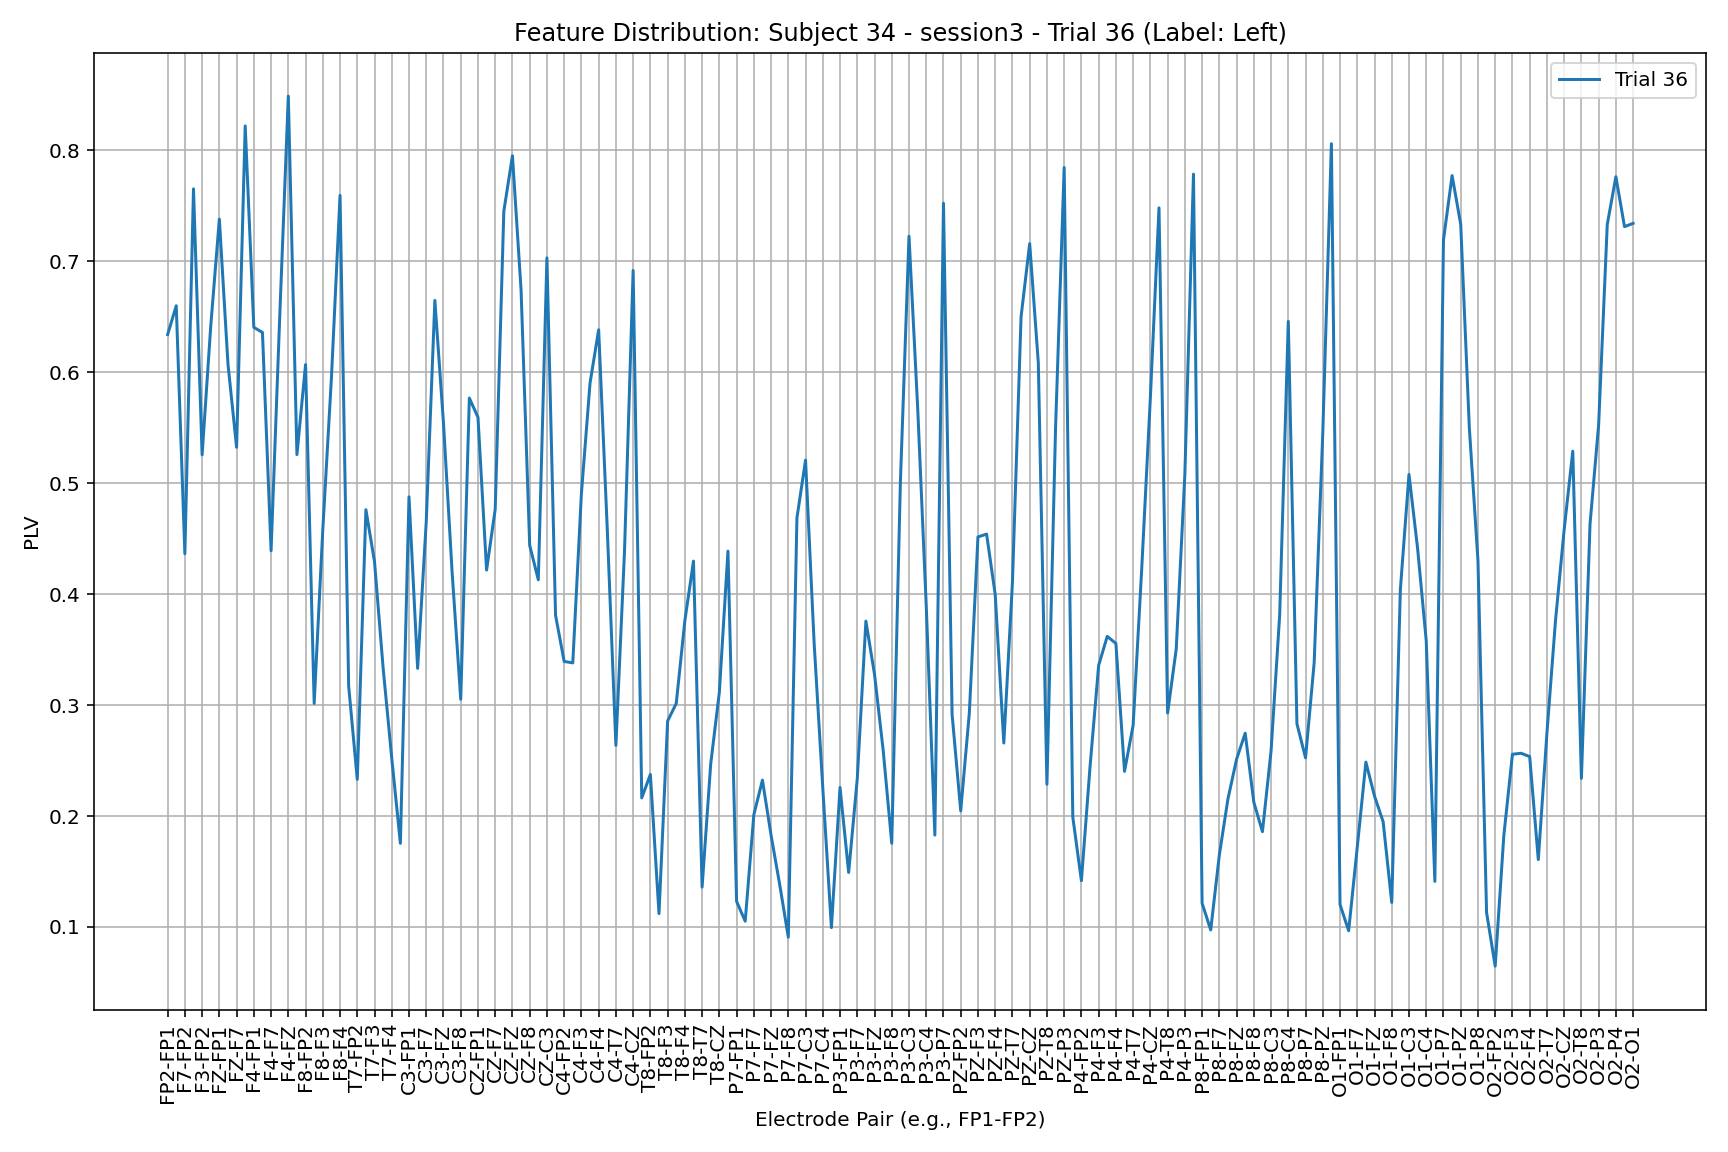 Feature Distribution: Subject 34 - session3 - Trial 36 (Label: Left)
Trial 36
PLV
0.8
0.7
0.6
0.5
0.4
0.3
0.2
0.1
FP2-FP1
F7-FP2
F3-FP2
FZ-FP1
FZ-F7
F4-FP1
F4-F7
F4-FZ
F8-FP2
F8-F3
F8-F4
T7-FP2
T7-F3
T7-F4
C3-FP1
C3-F7
C3-FZ
C3-F8
CZ-FP1
CZ-F7
CZ-FZ
CZ-F8
CZ-C3
C4-FP2
C4-F3
C4-F4
C4-T7
C4-CZ
T8-FP2
T8-F3
T8-F4
T8-T7
T8-CZ
P7-FP1
P7-F7
P7-FZ
P7-F8
P7-C3
P7-C4
P3-FP1
P3-F7
P3-FZ
P3-F8
P3-C3
P3-C4
P3-P7
PZ-FP2
PZ-F3
PZ-F4
PZ-T7
PZ-CZ
PZ-T8
PZ-P3
P4-FP2
P4-F3
P4-F4
P4-T7
P4-CZ
P4-T8
P4-P3
P8-FP1
P8-F7
P8-FZ
P8-F8
P8-C3
P8-C4
P8-P7
P8-PZ
O1-FP1
O1-F7
O1-FZ
O1-F8
O1-C3
O1-C4
O1-P7
O1-PZ
O1-P8
O2-FP2
O2-F3
O2-F4
O2-T7
O2-CZ
O2-T8
O2-P3
O2-P4
O2-O1
Electrode Pair (e.g., FP1-FP2)